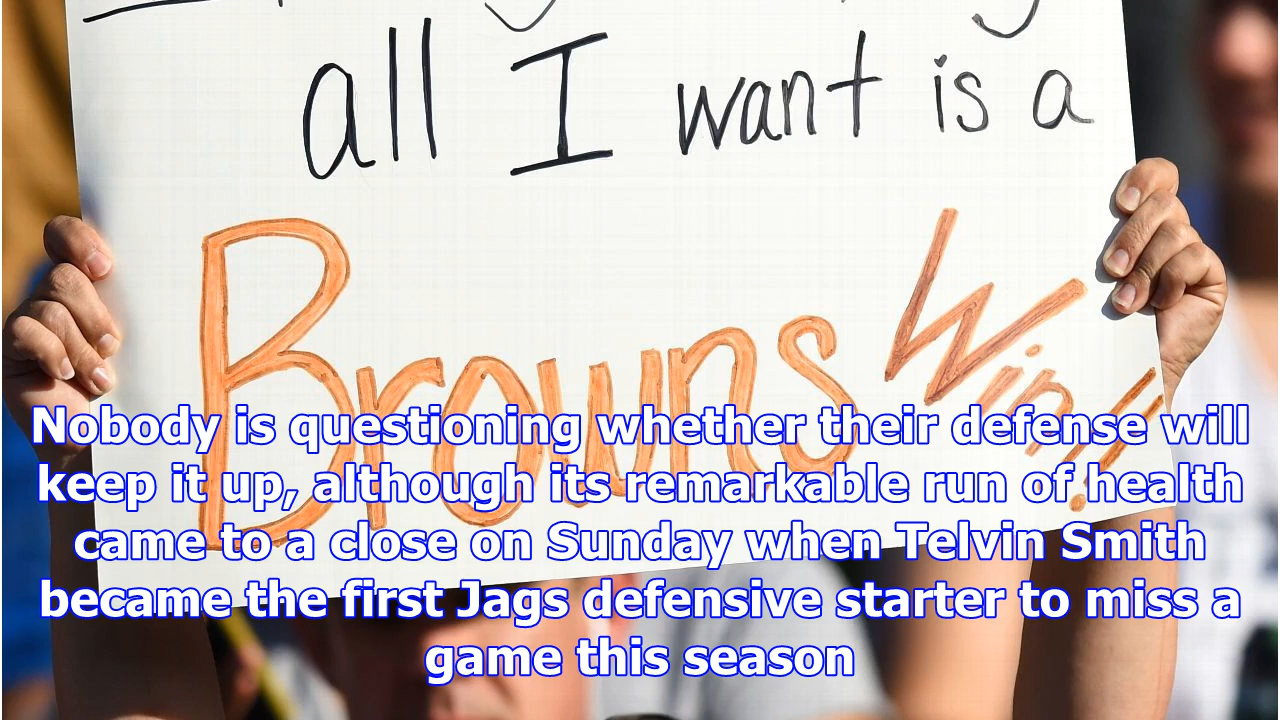 all I want is a
Browns Win!!
Nobody is questioning whether their defense will
keep it up, although its remarkable run of health
came to a close on Sunday when Telvin Smith
became the first Jags defensive starter to miss a
game this season